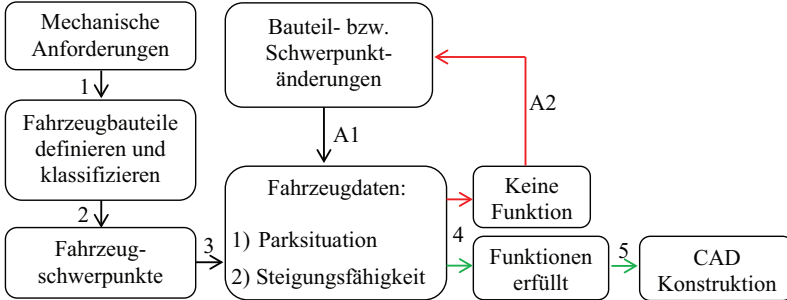 Mechanische
Anforderungen
1
Fahrzeugbauteile
definieren und
klassifizieren
2
Fahrzeug-
schwerpunkte
3
Bauteil- bzw.
Schwerpunkt-
änderungen
A1
A2
Fahrzeugdaten:
1) Parksituation
2) Steigungsfähigkeit
4
Keine
Funktion
Funktionen
erfüllt
5
CAD
Konstruktion